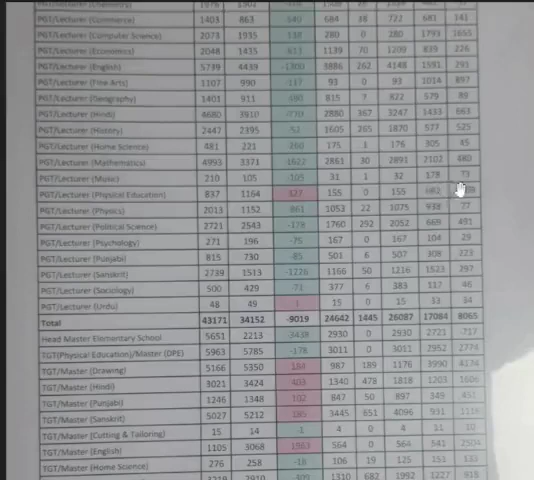 PGT/Lecturer (Commerce) 1403 863 684 38 722 681 141
PGT/Lecturer (Computer Science) 2073 1935 138 280 0 280 1793 1655
PGT/Lecturer (Economics) 2048 1435 -613 1139 70 1209 839 226
PGT/Lecturer (English) 5739 4439 -1300 3886 262 4148 1591 291
PGT/Lecturer (Fine Arts) 1107 990 -117 93 0 93 1014 897
PGT/Lecturer (Geography) 1401 911 -490 815 7 822 579 89
PGT/Lecturer (Hindi) 4680 3910 -770 2880 367 3247 1433 663
PGT/Lecturer (History) 2447 2395 -52 1605 265 1870 577 525
PGT/Lecturer (Home Science) 481 221 -260 175 1 176 305 45
PGT/Lecturer (Mathematics) 4993 3371 -1622 2861 30 2891 2102 480
PGT/Lecturer (Music) 210 105 -105 31 1 32 178 73
PGT/Lecturer (Physical Education) 837 1164 327 155 0 155 682
PGT/Lecturer (Physics) 2013 1152 -861 1053 22 1075 938 77
PGT/Lecturer (Political Science) 2721 2543 -178 1760 292 2052 669 491
PGT/Lecturer (Psychology) 271 196 -75 167 0 167 104 29
PGT/Lecturer (Punjabi) 815 730 -85 501 6 507 308 223
PGT/Lecturer (Sanskrit) 2739 1513 -1226 1166 50 1216 1523 297
PGT/Lecturer (Sociology) 500 429 -71 377 6 383 117 46
PGT/Lecturer (Urdu) 48 49 1 15 0 15 33 34
Total 43171 34152 -9019 24642 1445 26087 17084 8065
Head Master Elementary School 5651 2213 -3438 2930 0 2930 2721 -717
TGT(Physical Education)/Master (DPE) 5963 5785 -178 3011 0 3011 2952 2774
TGT/Master (Drawing) 5166 5350 184 987 189 1176 3990 4174
TGT/Master (Hindi) 3021 3424 403 1340 478 1818 1203 1606
TGT/Master (Punjabi) 1246 1348 102 847 50 897 349 451
TGT/Master (Sanskrit) 5027 5212 185 3445 651 4096 931 1116
TGT/Master (Cutting & Tailoring) 15 14 -1 4 0 4 11 10
TGT/Master (English) 1105 3068 1963 564 0 564 541 2504
TGT/Master (Home Science) 276 258 -18 106 19 125 151 133
1310 682 1992 1227 918